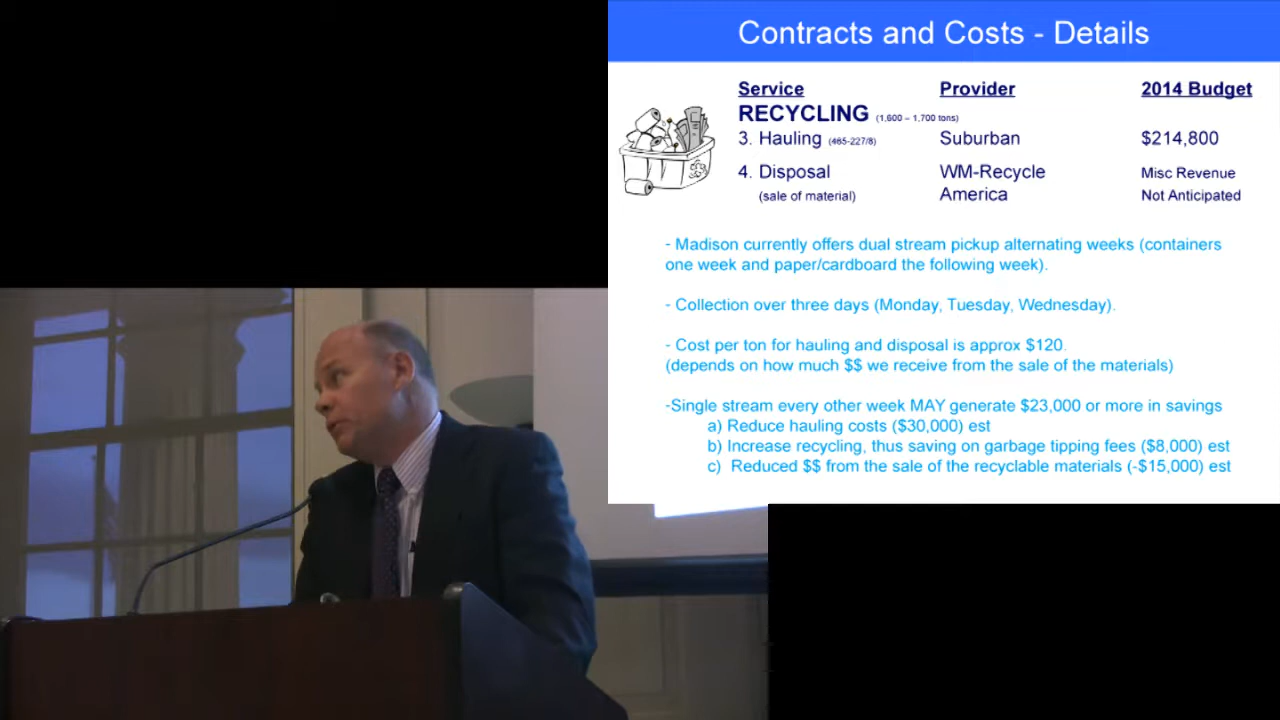 Contracts and Costs - Details
Service Provider 2014 Budget
RECYCLING (1,600 – 1,700 tons)
3. Hauling (465-227/8) Suburban $214,800
4. Disposal WM-Recycle Misc Revenue
(sale of material) America Not Anticipated
- Madison currently offers dual stream pickup alternating weeks (containers
one week and paper/cardboard the following week).
- Collection over three days (Monday, Tuesday, Wednesday).
- Cost per ton for hauling and disposal is approx $120.
(depends on how much $$ we receive from the sale of the materials)
-Single stream every other week MAY generate $23,000 or more in savings
a) Reduce hauling costs ($30,000) est
b) Increase recycling, thus saving on garbage tipping fees ($8,000) est
c) Reduced $$ from the sale of the recyclable materials (-$15,000) est